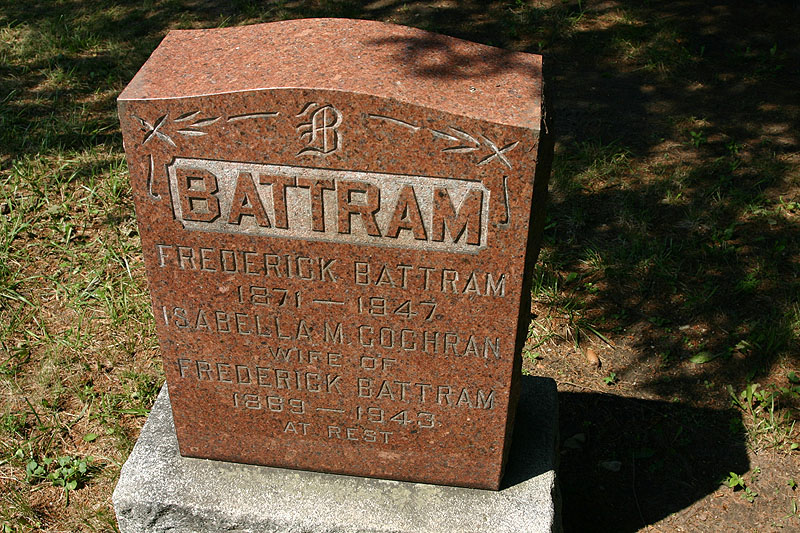 B
BATTRAM
FREDERICK BATTRAM
1871 — 1947
ISABELLA M COCHRAN
WIFE OF
FREDERICK BATTRAM
1869 — 1943
AT REST